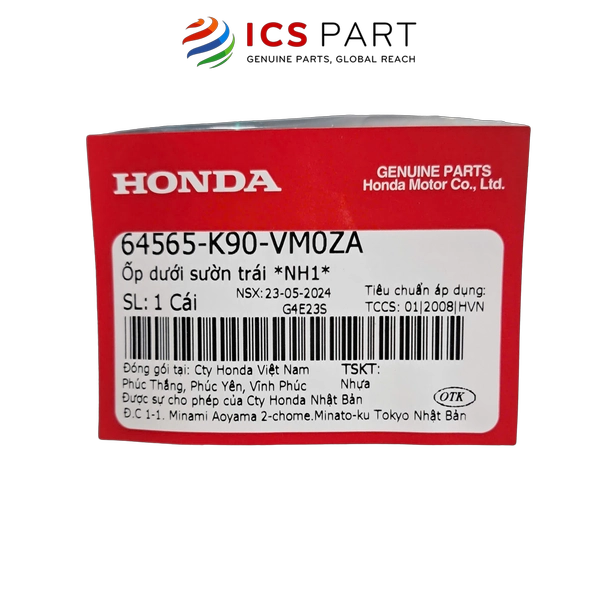 ICS PART
GENUINE PARTS, GLOBAL REACH
HONDA
GENUINE PARTS
Honda Motor Co., Ltd.
64565-K90-VM0ZA
Ốp dưới sườn trái *NH1*
SL: 1 Cái
NSX: 23-05-2024
G4E23S
Tiêu chuẩn áp dụng:
TCCS: 01|2008|HVN
Đóng gói tại: Cty Honda Việt Nam
Phúc Thắng, Phúc Yên, Vĩnh Phúc
TSKT:
Nhựa
Được sự cho phép của Cty Honda Nhật Bản
Đ.C 1-1. Minami Aoyama 2-chome.Minato-ku Tokyo Nhật Bản
OTK